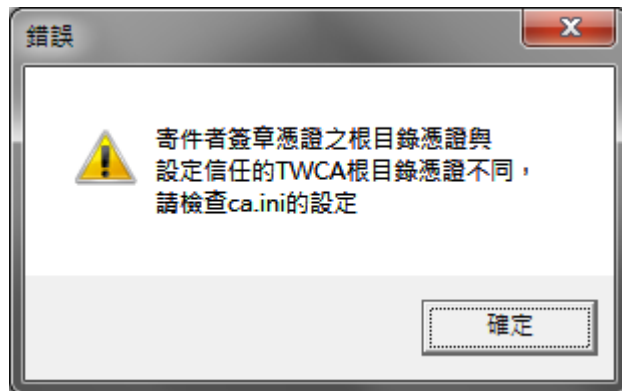 錯誤
寄件者簽章憑證之根目錄憑證與
設定信任的TWCA根目錄憑證不同，
請檢查ca.ini的設定
確定